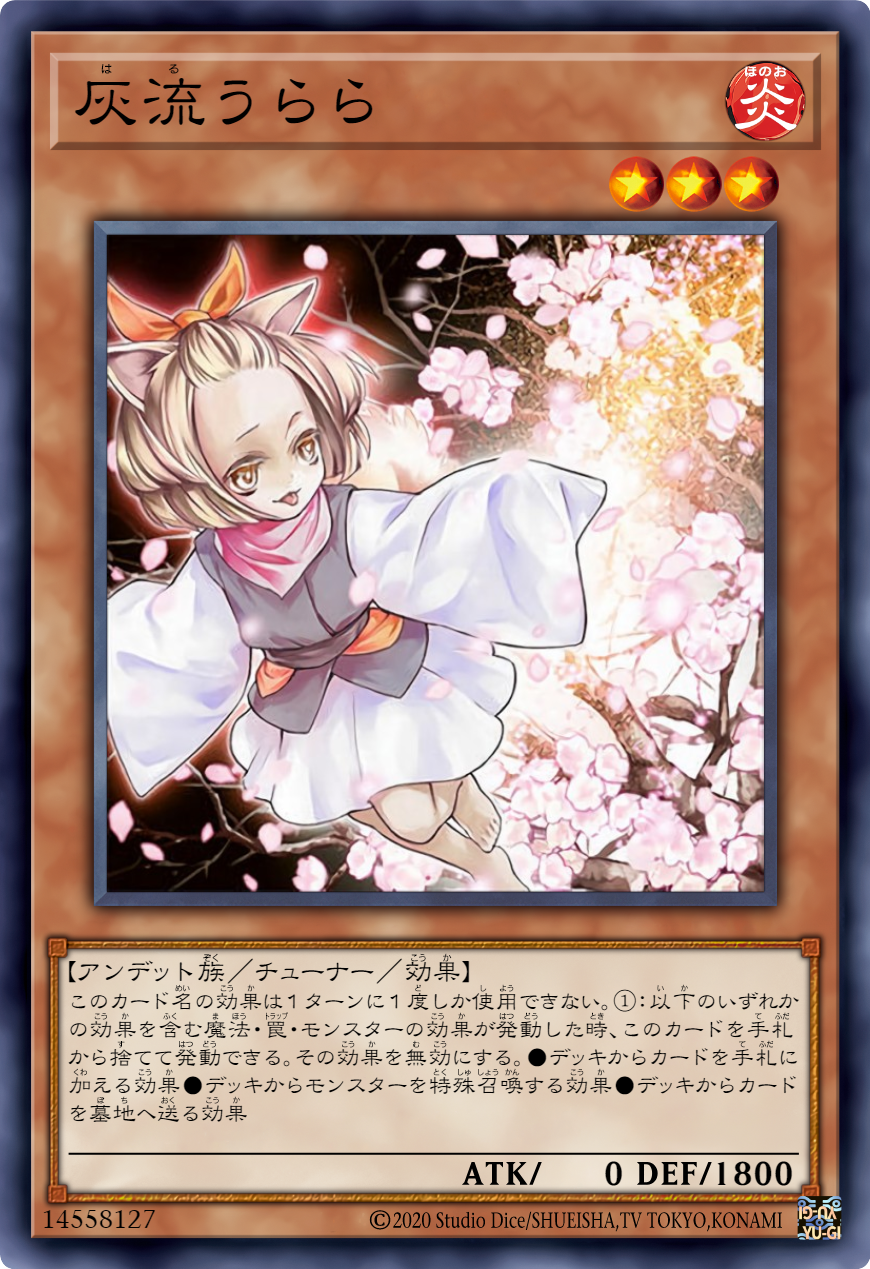 灰流うらら
炎
【アンデット族／チューナー／効果】
このカード名の効果は１ターンに１度しか使用できない。①：以下のいずれか
の効果を含む魔法・罠・モンスターの効果が発動した時、このカードを手札
から捨てて発動できる。その効果を無効にする。●デッキからカードを手札に
加える効果●デッキからモンスターを特殊召喚する効果●デッキからカード
を墓地へ送る効果
ATK/ 0 DEF/1800
14558127 ©2020 Studio Dice/SHUEISHA,TV TOKYO,KONAMI